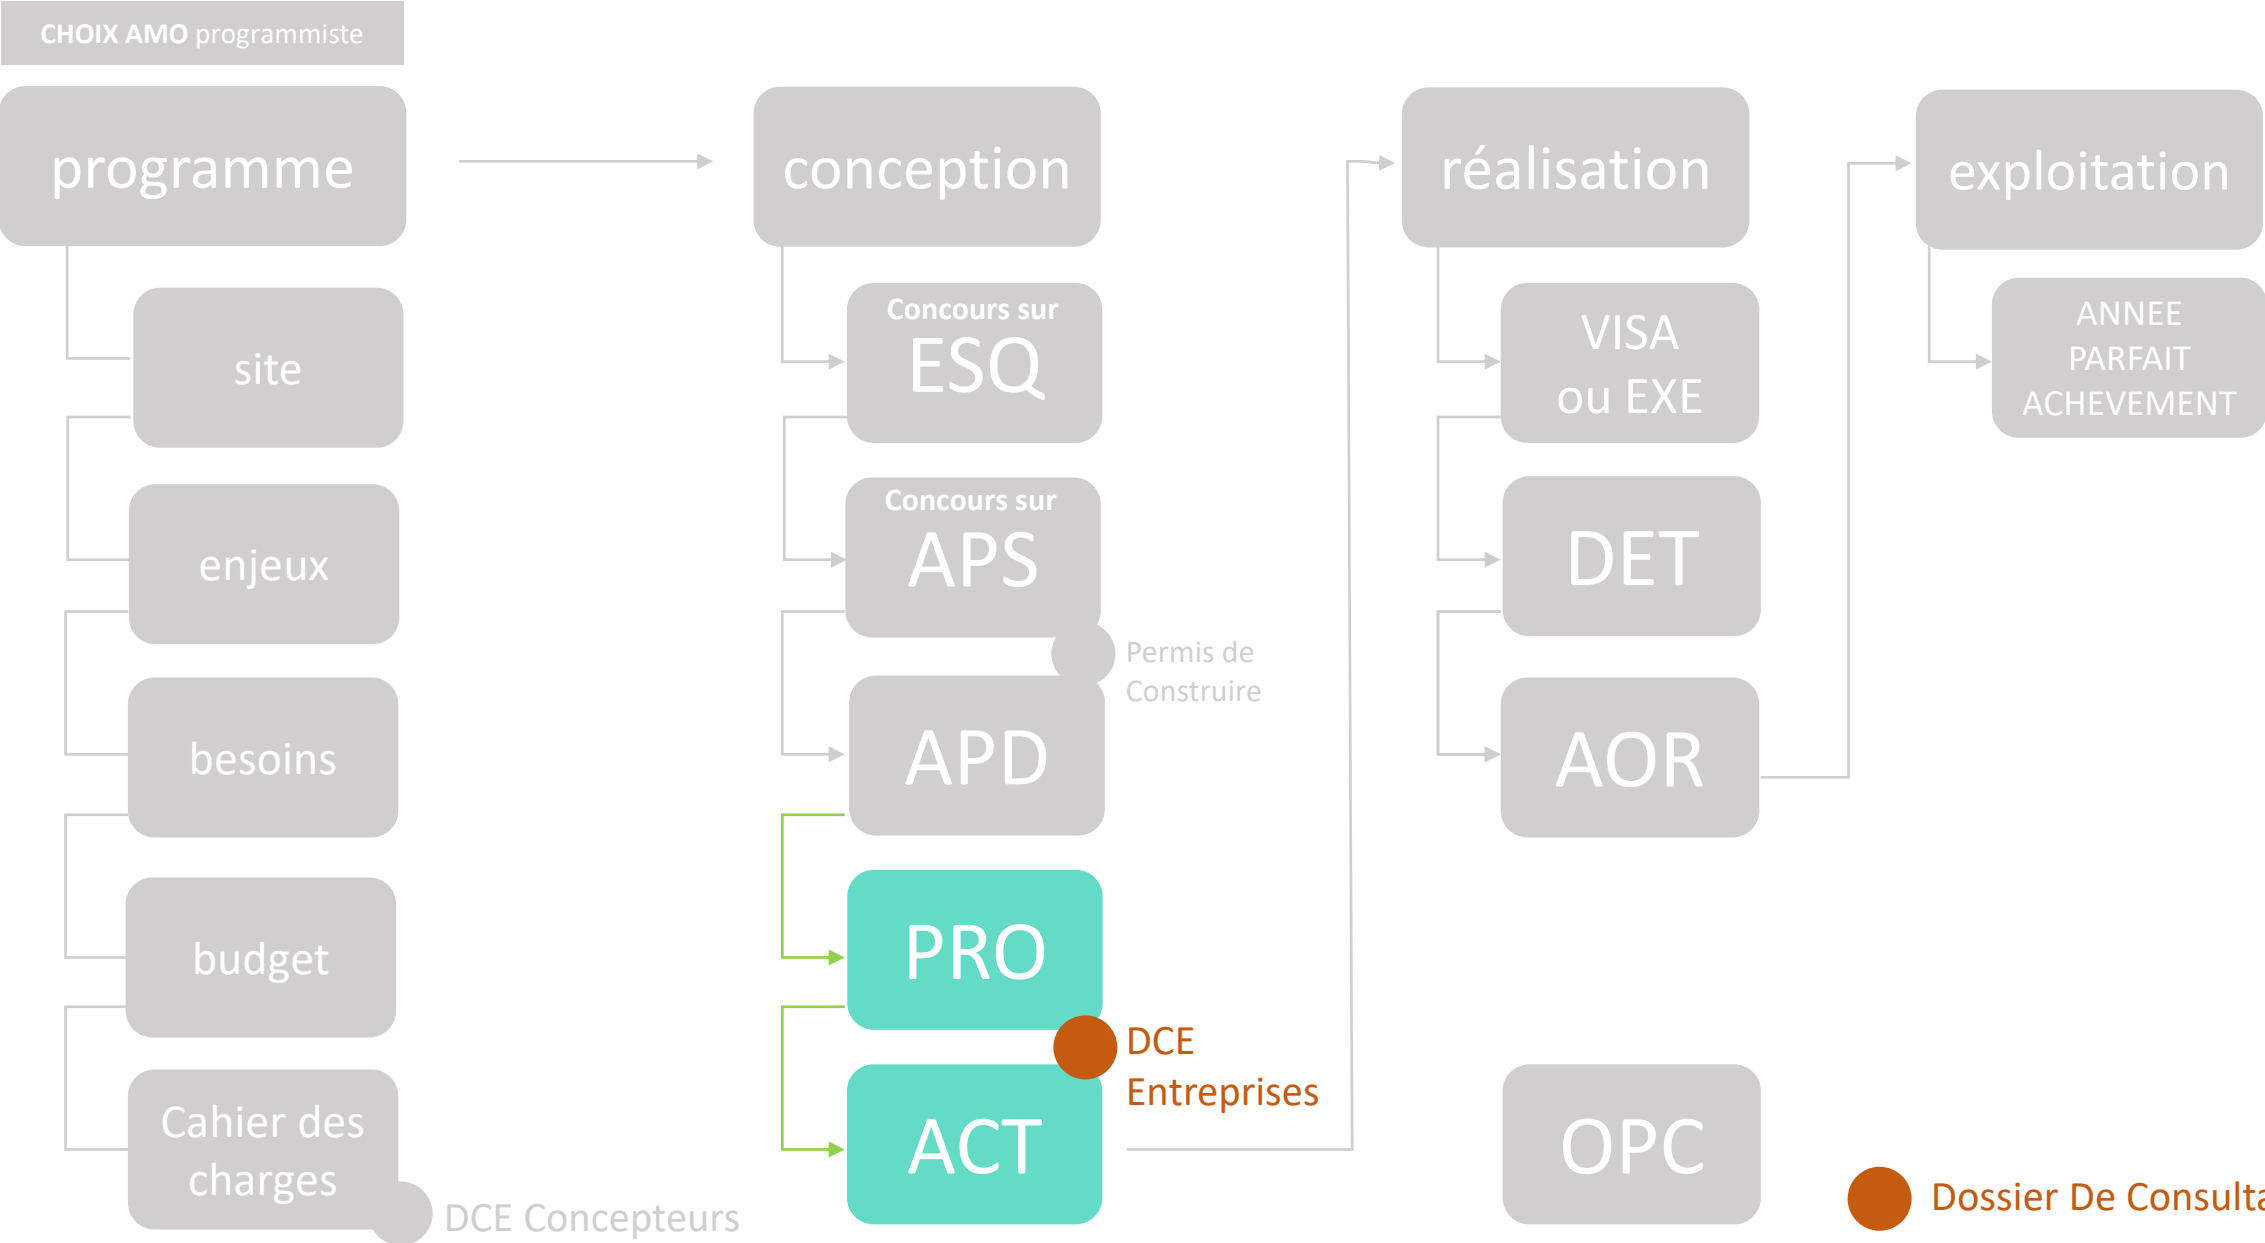 CHOIX AMO programmiste
programme
site
enjeux
besoins
budget
Cahier des
charges
DCE Concepteurs
conception
Concours sur
ESQ
Concours sur
APS
Permis de
Construire
APD
PRO
DCE
Entreprises
ACT
réalisation
VISA
ou EXE
DET
AOR
OPC
exploitation
ANNEE
PARFAIT
ACHEVEMENT
Dossier De